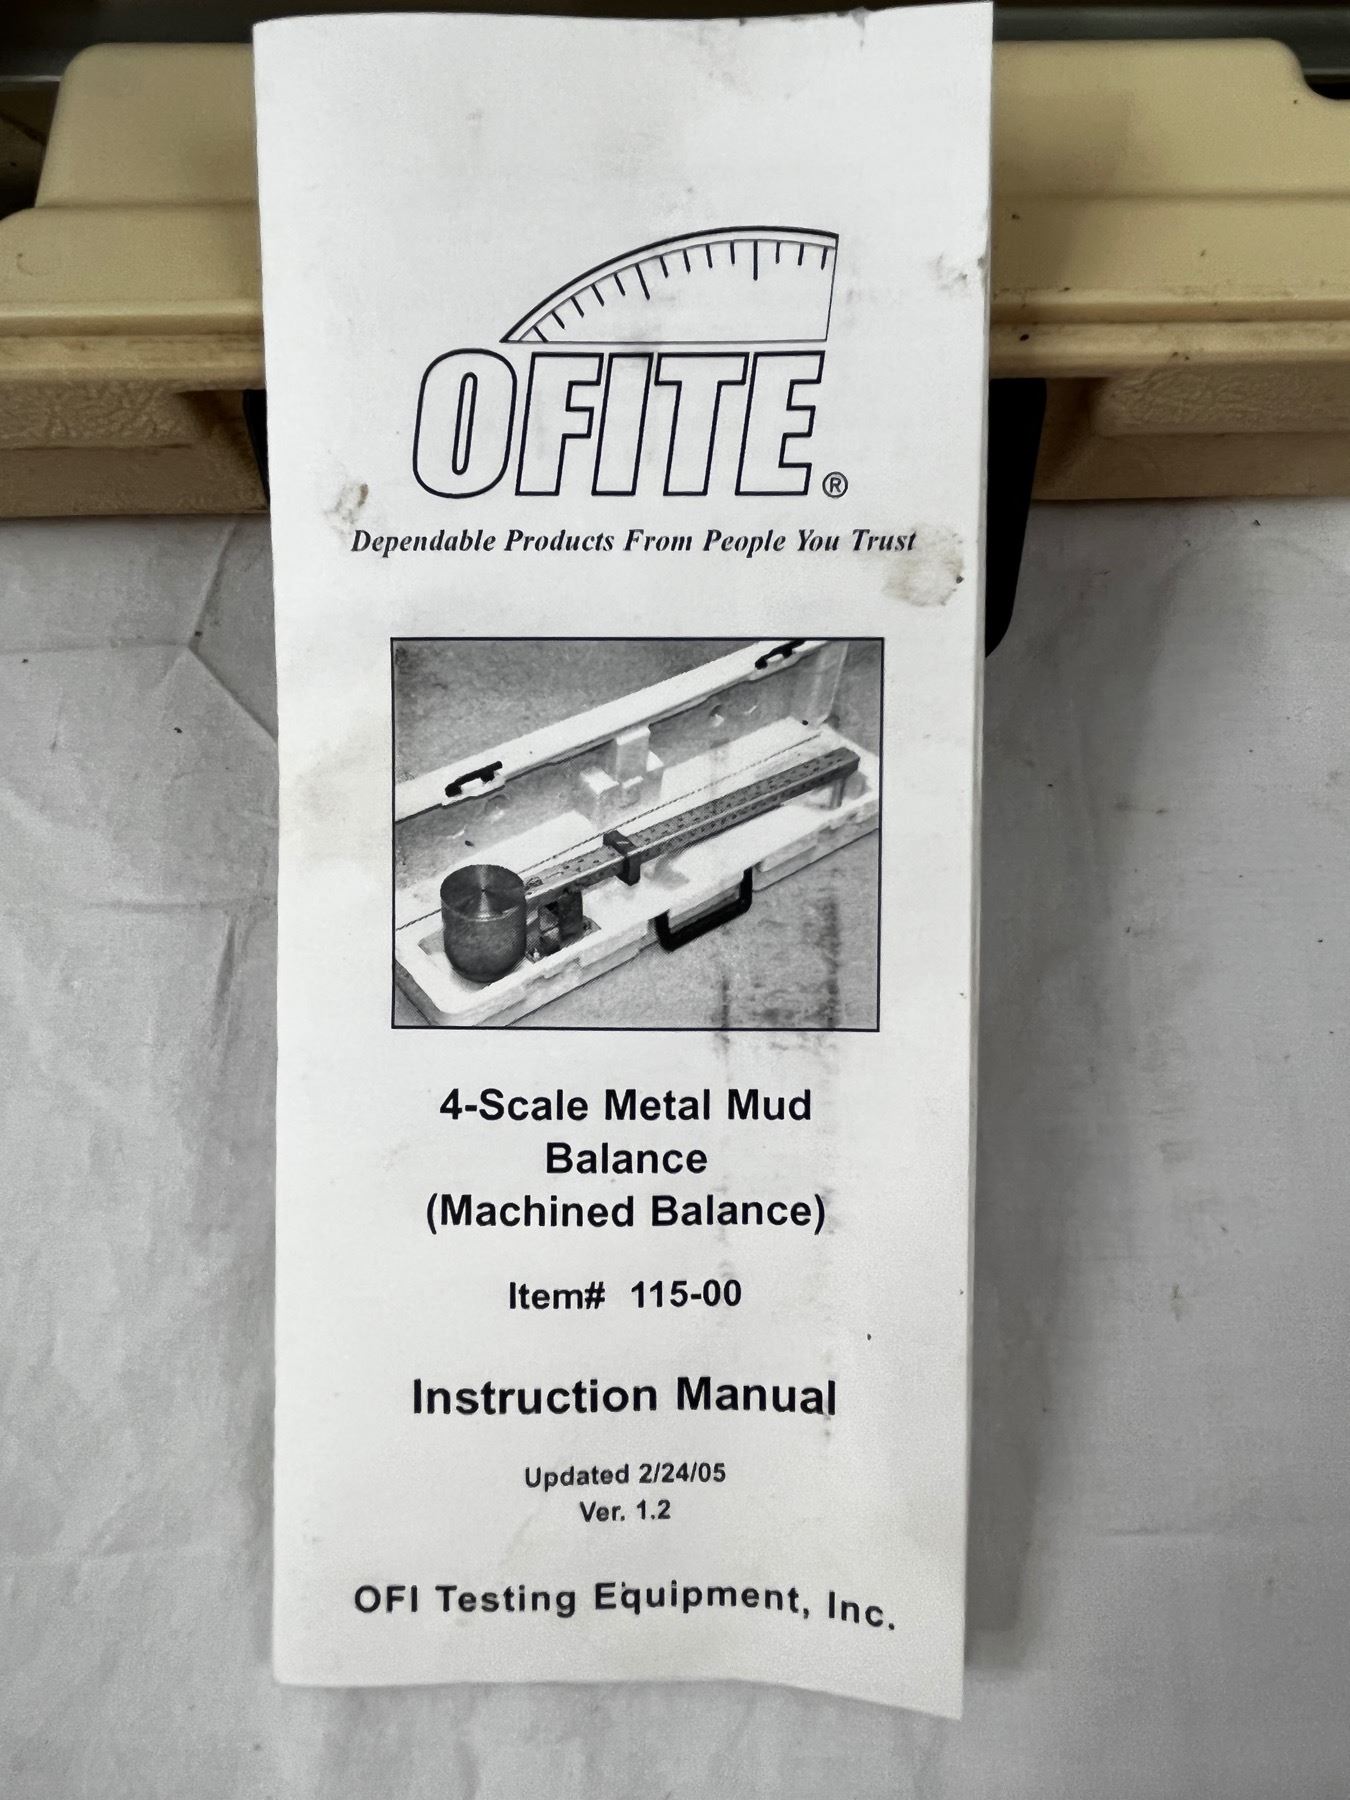 OFITE®
Dependable Products From People You Trust
4-Scale Metal Mud
Balance
(Machined Balance)
Item# 115-00
Instruction Manual
Updated 2/24/05
Ver. 1.2
OFI Testing Equipment, Inc.